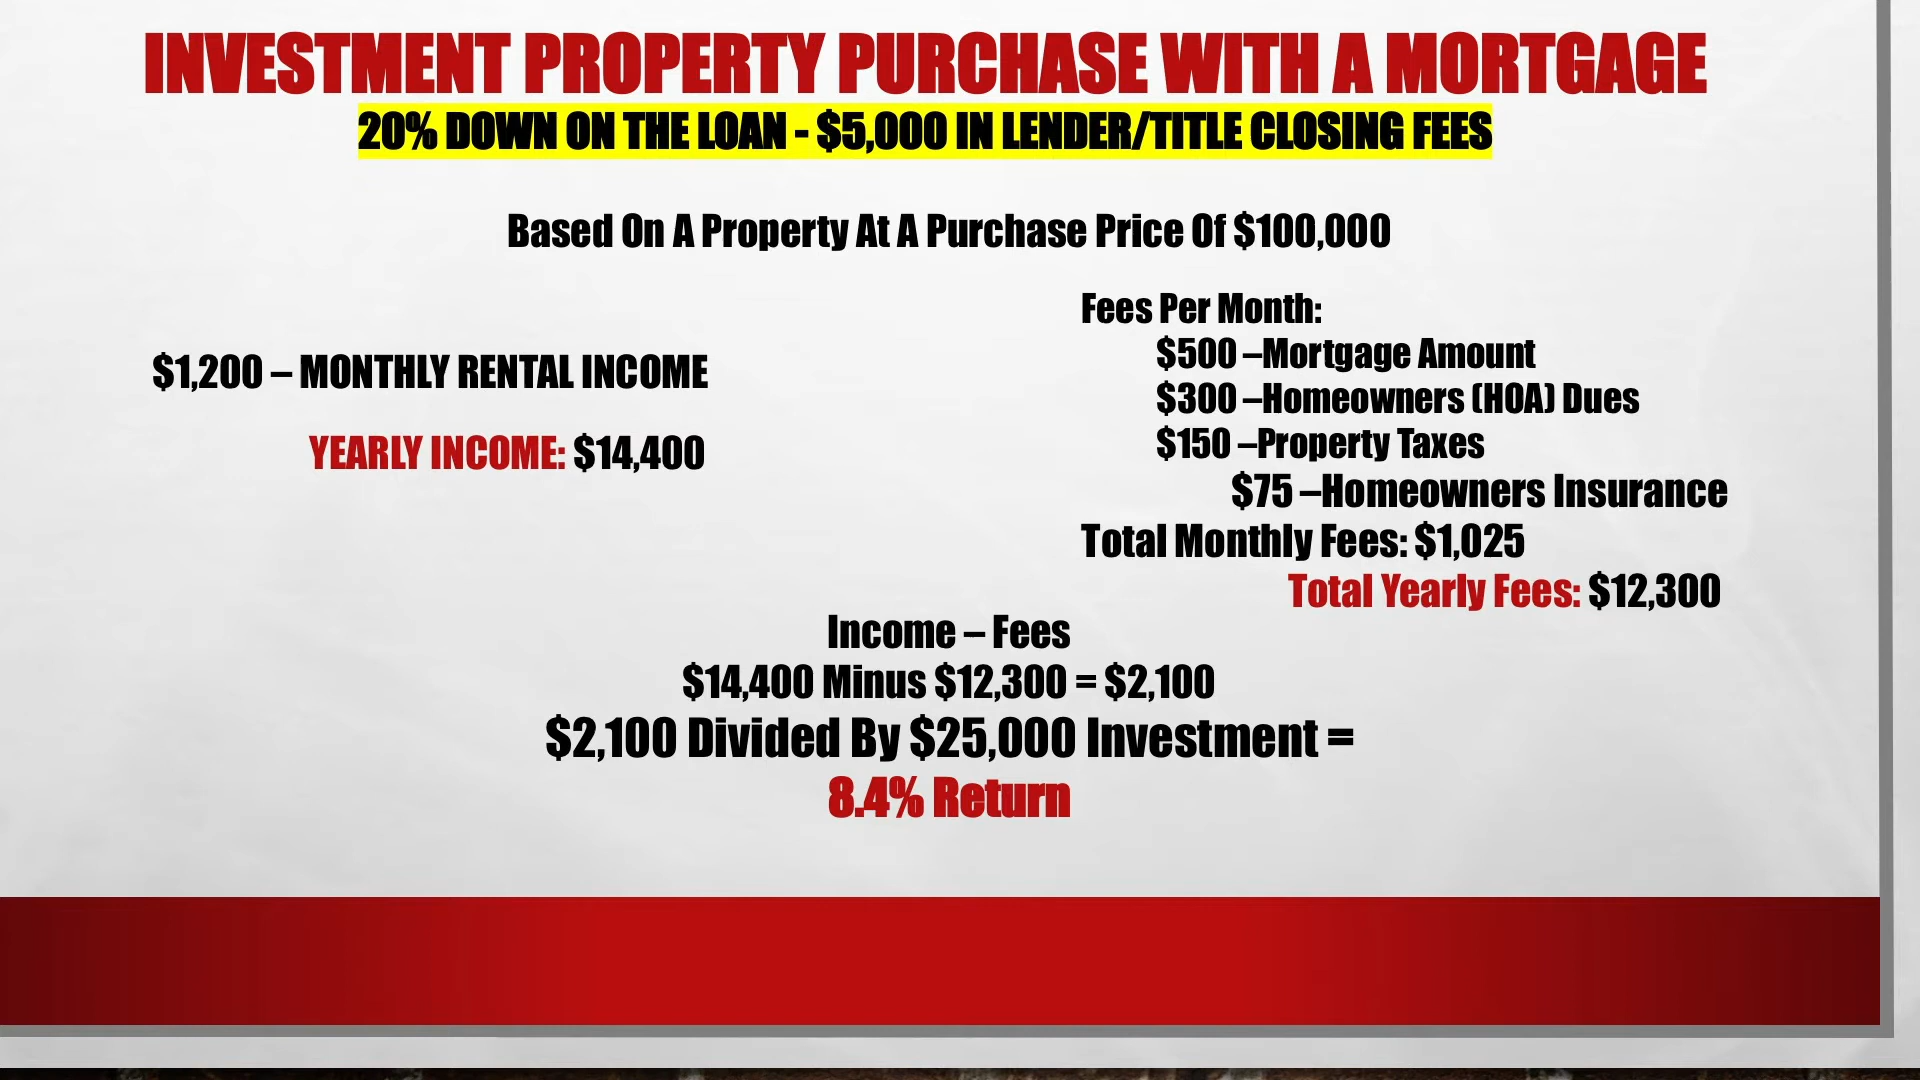 INVESTMENT PROPERTY PURCHASE WITH A MORTGAGE
20% DOWN ON THE LOAN - $5,000 IN LENDER/TITLE CLOSING FEES
Based On A Property At A Purchase Price Of $100,000
$1,200 – MONTHLY RENTAL INCOME
YEARLY INCOME: $14,400
Fees Per Month:
$500 –Mortgage Amount
$300 –Homeowners (HOA) Dues
$150 –Property Taxes
$75 –Homeowners Insurance
Total Monthly Fees: $1,025
Total Yearly Fees: $12,300
Income – Fees
$14,400 Minus $12,300 = $2,100
$2,100 Divided By $25,000 Investment =
8.4% Return